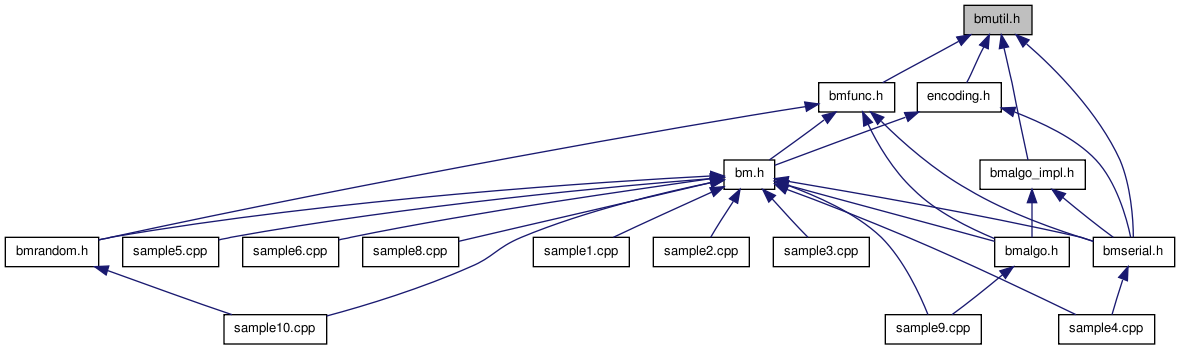 bmutil.h
bmfunc.h
encoding.h
bm.h
bmalgo_impl.h
bmrandom.h
sample5.cpp
sample6.cpp
sample8.cpp
sample1.cpp
sample2.cpp
sample3.cpp
bmalgo.h
bmserial.h
sample10.cpp
sample9.cpp
sample4.cpp